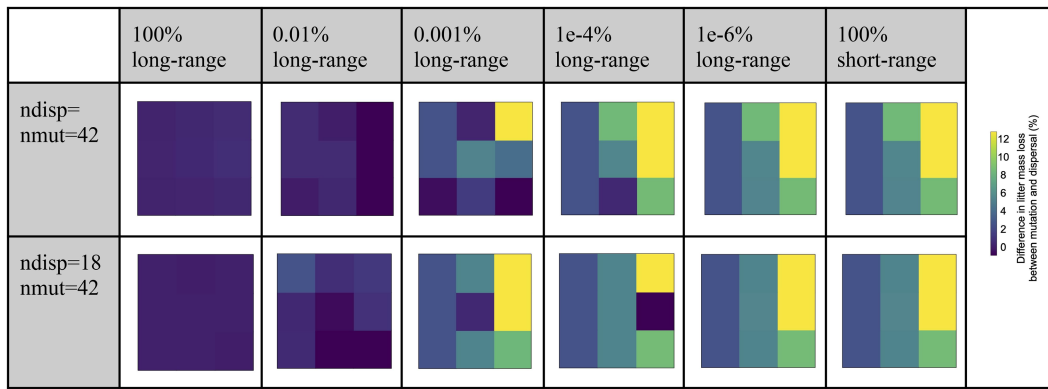 100%
long-range
0.01%
long-range
0.001%
long-range
1e-4%
long-range
1e-6%
long-range
100%
short-range
ndisp=
nmut=42
ndisp=18
nmut=42
12
10
8
6
4
2
0
Difference in litter mass loss
between mutation and dispersal (%)